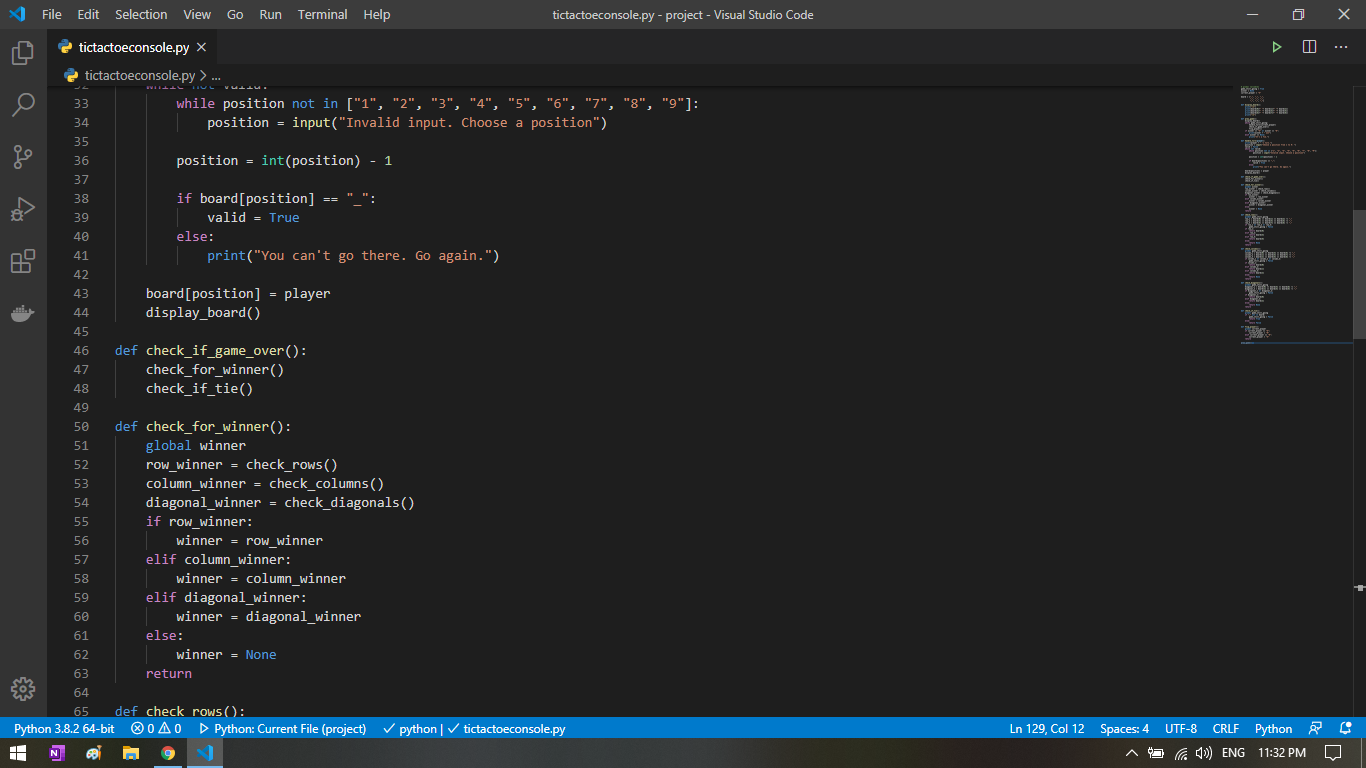 File Edit Selection View Go Run Terminal Help tictactoeconsole.py - project - Visual Studio Code
tictactoeconsole.py
tictactoeconsole.py > ...
32 while not valid:
33 while position not in ["1", "2", "3", "4", "5", "6", "7", "8", "9"]:
34 position = input("Invalid input. Choose a position")
35
36 position = int(position) - 1
37
38 if board[position] == "_":
39 valid = True
40 else:
41 print("You can't go there. Go again.")
42
43 board[position] = player
44 display_board()
45
46 def check_if_game_over():
47 check_for_winner()
48 check_if_tie()
49
50 def check_for_winner():
51 global winner
52 row_winner = check_rows()
53 column_winner = check_columns()
54 diagonal_winner = check_diagonals()
55 if row_winner:
56 winner = row_winner
57 elif column_winner:
58 winner = column_winner
59 elif diagonal_winner:
60 winner = diagonal_winner
61 else:
62 winner = None
63 return
64
65 def check_rows():
Python 3.8.2 64-bit 0 0 Python: Current File (project) python | tictactoeconsole.py Ln 129, Col 12 Spaces: 4 UTF-8 CRLF Python
ENG 11:32 PM